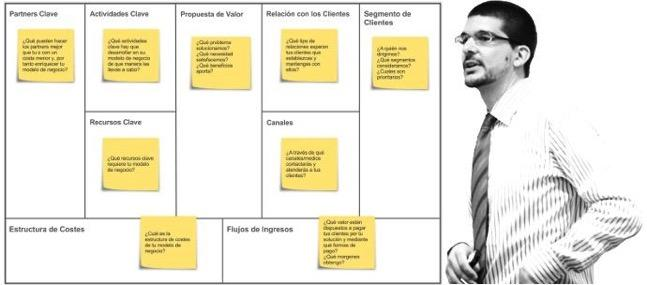 Partners Clave
¿Qué pueden hacer
los partners mejor
que tu o con un
coste menor y, por
tanto enriquecer tu
modelo de negocio?
Actividades Clave
¿Qué actividades
clave hay que
desarrollar en su
modelo de negocio
de que manera las
llevas a cabo?
Recursos Clave
¿Qué recursos clave
requiere tu modelo
de negocio?
Propuesta de Valor
¿Qué problema
solucionamos?
¿Qué necesidad
satisfacemos?
¿Qué beneficios
aporta?
Relación con los Clientes
¿Qué tipo de
relaciones esperan
tus clientes que
establezcas y
mantengas con
ellos?
Canales
¿A través de qué
canales/medios
contactarás y
atenderás a tus
clientes?
Segmento de
Clientes
¿A quién nos
dirigimos?
¿Qué segmentos
consideramos?
¿Cuáles son
prioritarios?
Estructura de Costes
¿Cuál es la
estructura de costes
de tu modelo de
negocio?
Flujos de Ingresos
¿Qué valor están
dispuestos a pagar
tus clientes por tu
solución y mediante
qué formas de
pago?
¿Qué márgenes
obtengo?